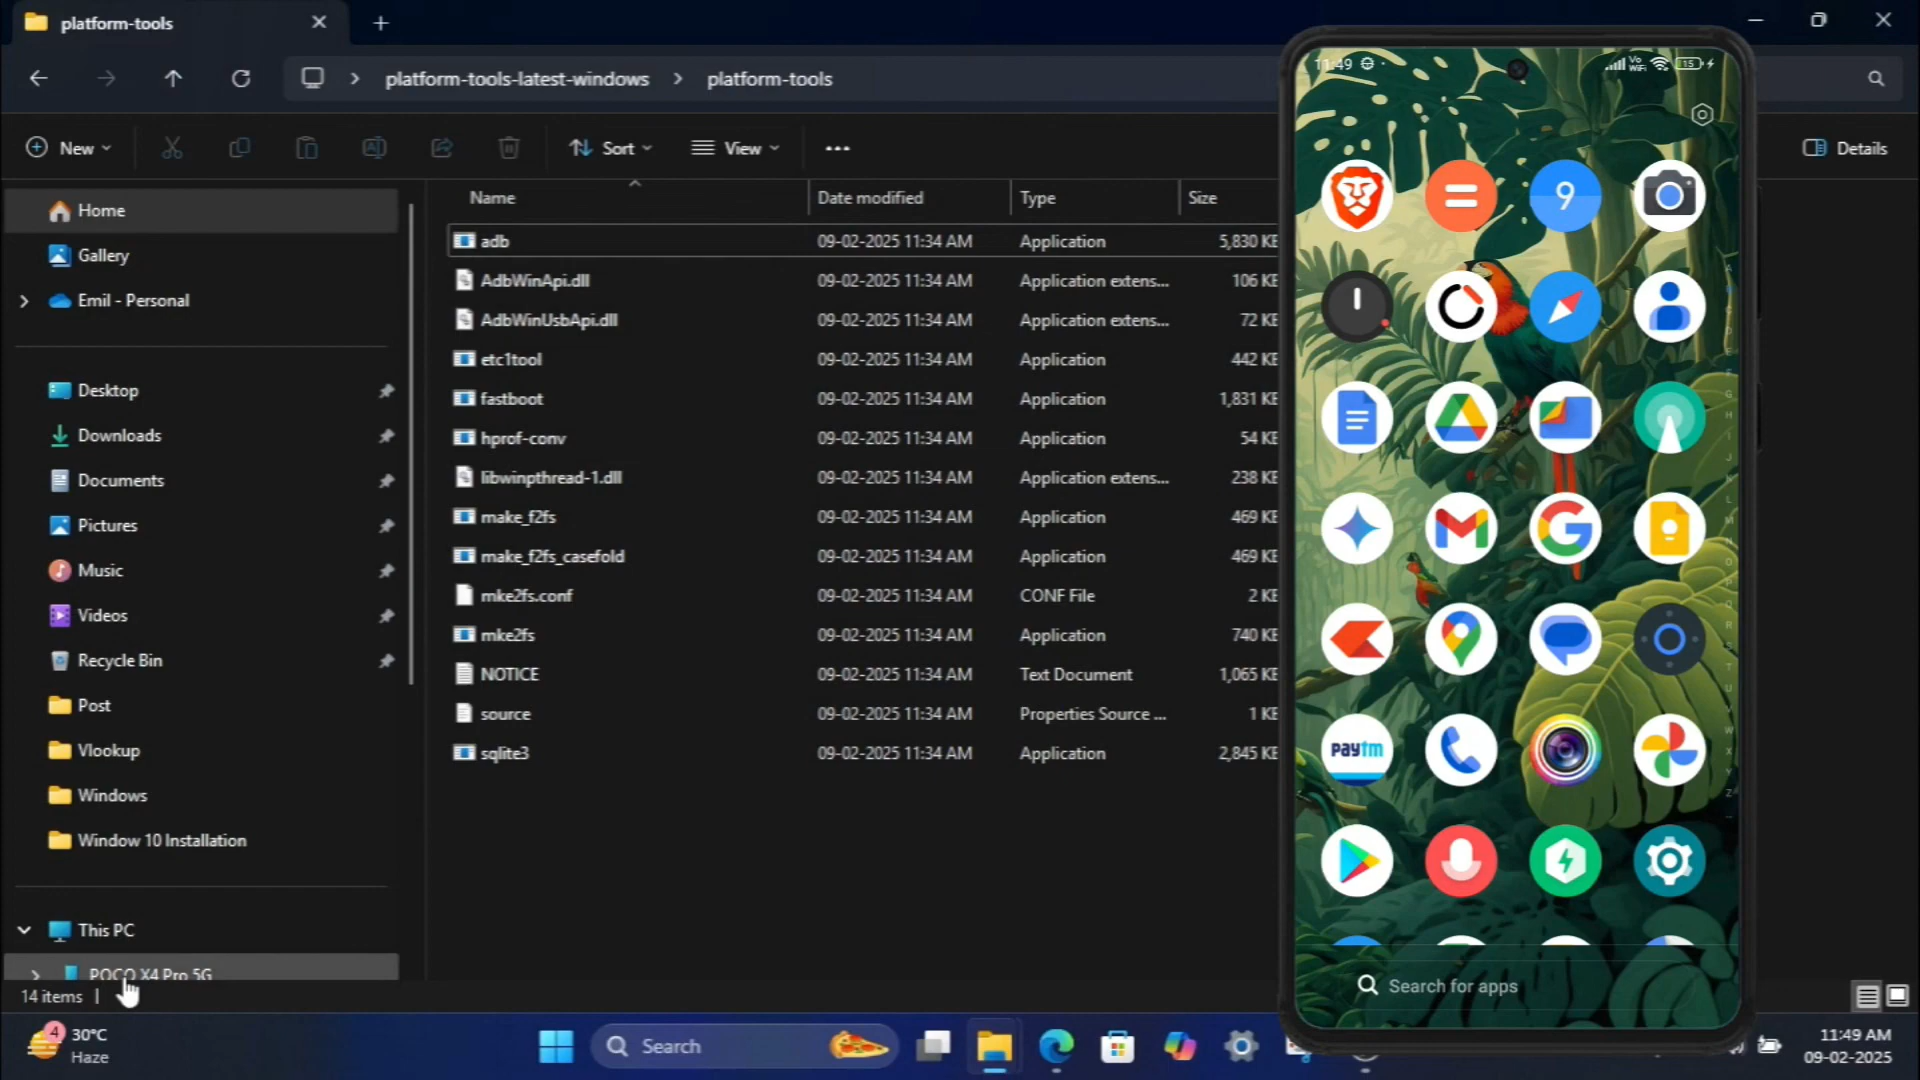 platform-tools
platform-tools-latest-windows > platform-tools
New
Sort
View
Details
Name
Date modified
Type
Size
Home
Gallery
Emil - Personal
Desktop
Downloads
Documents
Pictures
Music
Videos
Recycle Bin
Post
Vlookup
Windows
Window 10 Installation
This PC
POCO X4 Pro 5G
adb 09-02-2025 11:34 AM Application 5,830 KB
AdbWinApi.dll 09-02-2025 11:34 AM Application extens... 106 KB
AdbWinUsbApi.dll 09-02-2025 11:34 AM Application extens... 72 KB
etc1tool 09-02-2025 11:34 AM Application 442 KB
fastboot 09-02-2025 11:34 AM Application 1,831 KB
hprof-conv 09-02-2025 11:34 AM Application 54 KB
libwinpthread-1.dll 09-02-2025 11:34 AM Application extens... 238 KB
make_f2fs 09-02-2025 11:34 AM Application 469 KB
make_f2fs_casefold 09-02-2025 11:34 AM Application 469 KB
mke2fs.conf 09-02-2025 11:34 AM CONF File 2 KB
mke2fs 09-02-2025 11:34 AM Application 740 KB
NOTICE 09-02-2025 11:34 AM Text Document 1,065 KB
source 09-02-2025 11:34 AM Properties Source ... 1 KB
sqlite3 09-02-2025 11:34 AM Application 2,845 KB
14 items
11:49
Vo
WiFi
15
9
paytm
Search for apps
4
30°C
Haze
Search
11:49 AM
09-02-2025